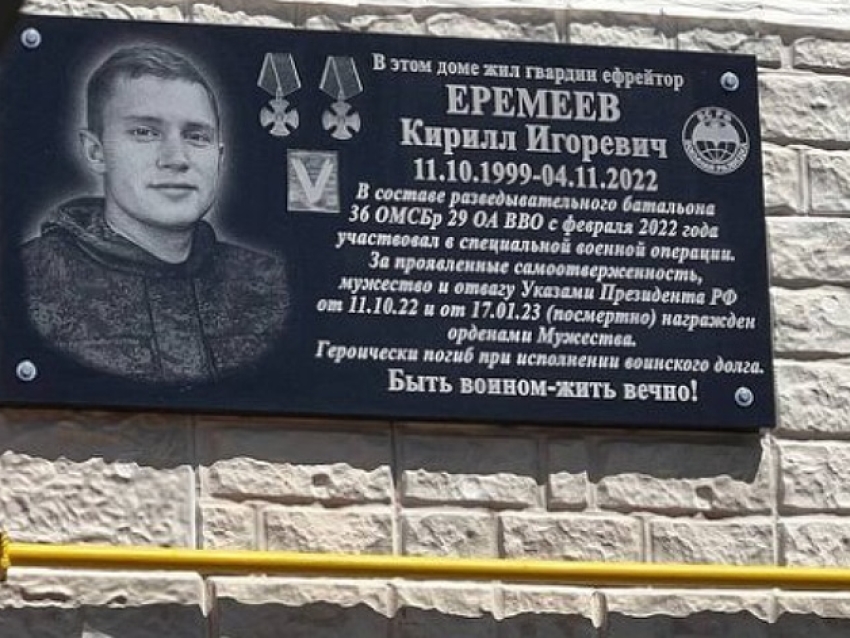 В этом доме жил гвардии ефрейтор
ЕРЕМЕЕВ
Кирилл Игоревич
11.10.1999-04.11.2022
V
В составе разведывательного батальона
36 ОМСБр 29 ОА ВВО с февраля 2022 года
участвовал в специальной военной операции.
За проявленные самоотверженность,
мужество и отвагу Указами Президента РФ
от 11.10.22 и от 17.01.23 (посмертно) награжден
орденами Мужества.
Героически погиб при исполнении воинского долга.
Быть воином-жить вечно!